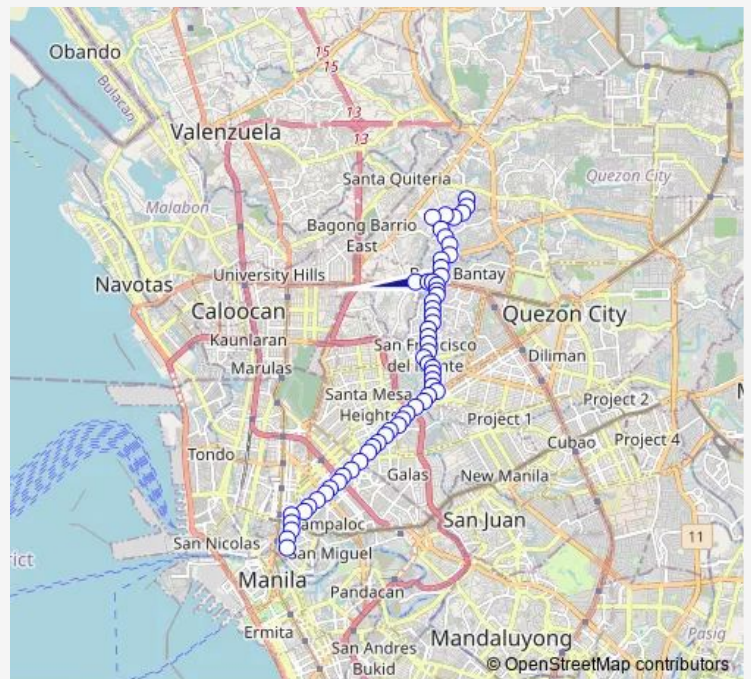 Obando
15
15
Bulacan
13
Valenzuela
13
Santa Quiteria
Quezon City
Malabon
Bagong Barrio
East
University Hills
Bantay
Navotas
Caloocan
Quezon City
Kaunlaran
San Francisco
del Monte
Diliman
Marulas
Santa Mesa
Heights
Project 2
Project 1
Cubao
Project 4
Tondo
Galas
New Manila
Sampaloc
San Juan
San Nicolas
San Miguel
11
Manila
Pandacan
Ermita
Mandaluyong
Pasig
San Andres
Bukid
© OpenStreetMap contributors